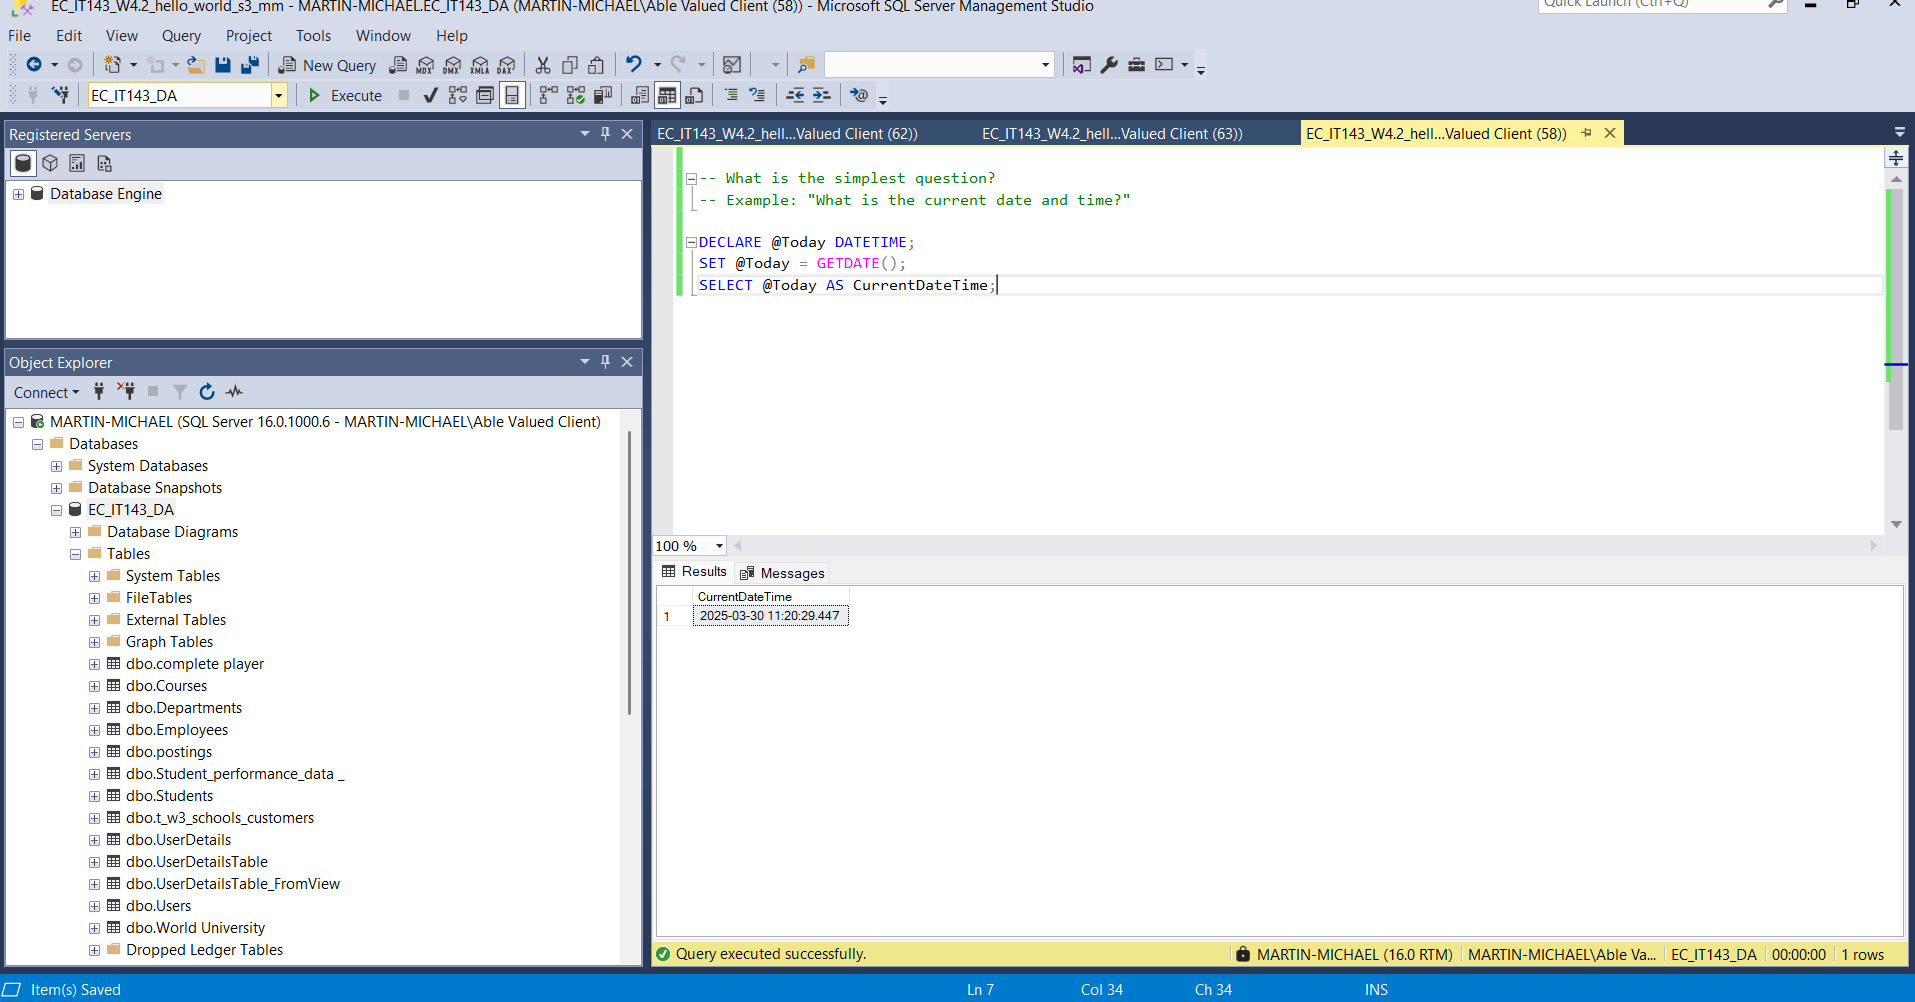 EC_IT143_W4.2_hello_world_s3_mm - MARTIN-MICHAEL.EC_IT143_DA (MARTIN-MICHAEL\Able Valued Client (58)) - Microsoft SQL Server Management Studio
Quick Launch (Ctrl+Q)
File Edit View Query Project Tools Window Help
New Query
MDX DMX XMLA DAX
EC_IT143_DA
Execute
Registered Servers
Database Engine
Object Explorer
Connect
MARTIN-MICHAEL (SQL Server 16.0.1000.6 - MARTIN-MICHAEL\Able Valued Client)
Databases
System Databases
Database Snapshots
EC_IT143_DA
Database Diagrams
Tables
System Tables
FileTables
External Tables
Graph Tables
dbo.complete player
dbo.Courses
dbo.Departments
dbo.Employees
dbo.postings
dbo.Student_performance_data _
dbo.Students
dbo.t_w3_schools_customers
dbo.UserDetails
dbo.UserDetailsTable
dbo.UserDetailsTable_FromView
dbo.Users
dbo.World University
Dropped Ledger Tables
EC_IT143_W4.2_hell...Valued Client (62))
EC_IT143_W4.2_hell...Valued Client (63))
EC_IT143_W4.2_hell...Valued Client (58))
-- What is the simplest question?
-- Example: "What is the current date and time?"
DECLARE @Today DATETIME;
SET @Today = GETDATE();
SELECT @Today AS CurrentDateTime;
100 %
Results
Messages
CurrentDateTime
1 2025-03-30 11:20:29.447
Query executed successfully.
MARTIN-MICHAEL (16.0 RTM)
MARTIN-MICHAEL\Able Va...
EC_IT143_DA
00:00:00
1 rows
Item(s) Saved
Ln 7
Col 34
Ch 34
INS